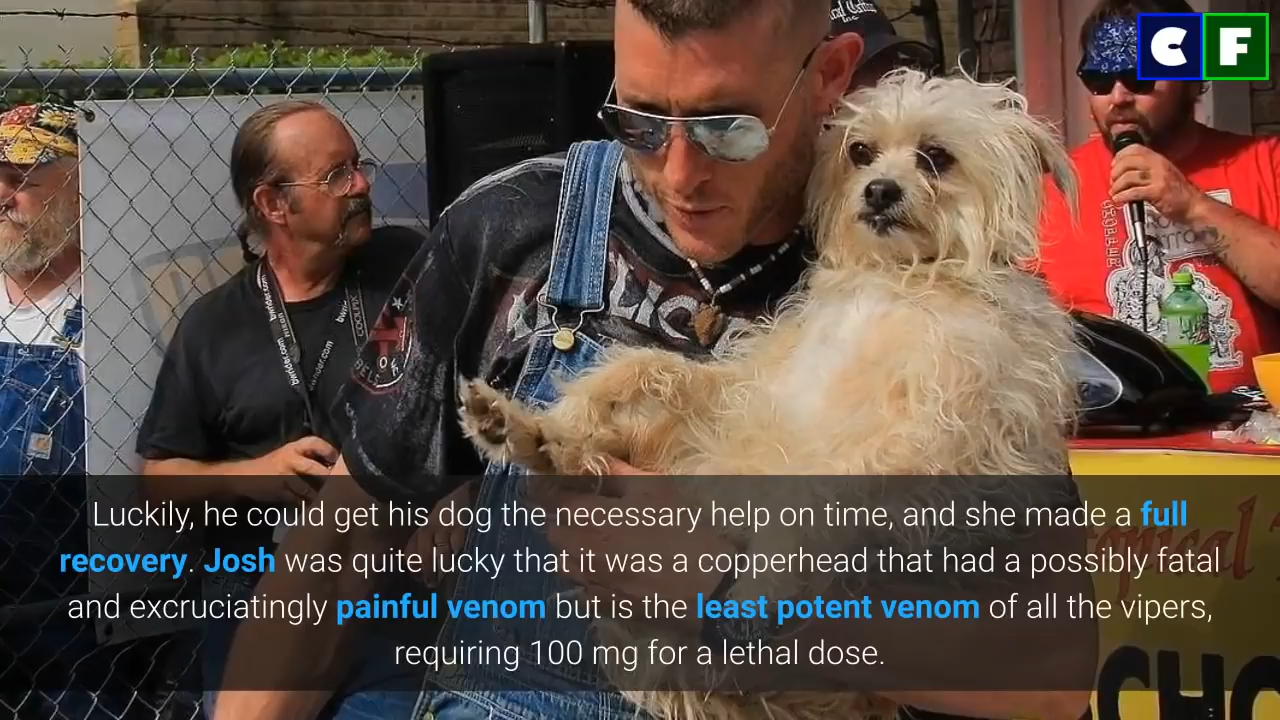 C F
Luckily, he could get his dog the necessary help on time, and she made a full
recovery. Josh was quite lucky that it was a copperhead that had a possibly fatal
and excruciatingly painful venom but is the least potent venom of all the vipers,
requiring 100 mg for a lethal dose.